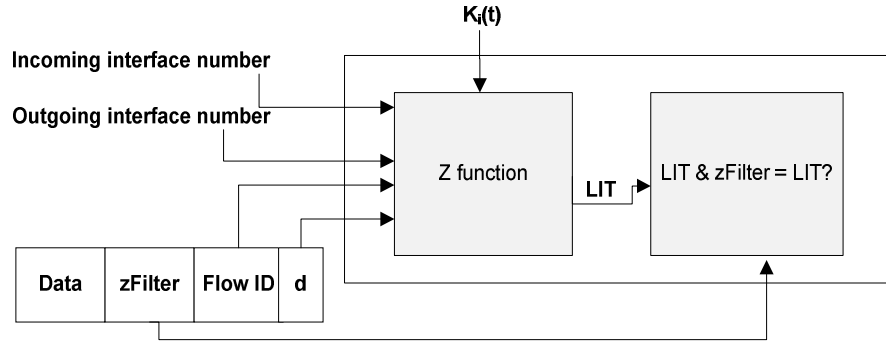 Kᵢ(t)
Incoming interface number
Outgoing interface number
Z function
LIT
LIT & zFilter = LIT?
Data zFilter Flow ID d